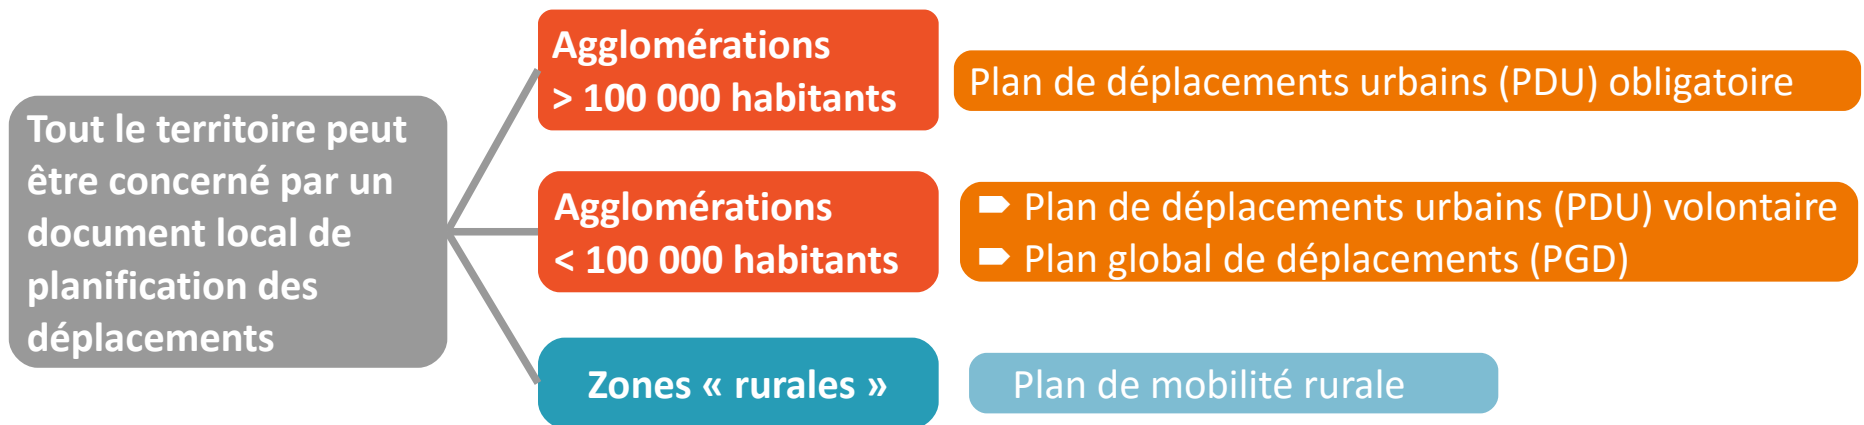 Tout le territoire peut
être concerné par un
document local de
planification des
déplacements
Agglomérations
> 100 000 habitants
Plan de déplacements urbains (PDU) obligatoire
Agglomérations
< 100 000 habitants
Plan de déplacements urbains (PDU) volontaire
Plan global de déplacements (PGD)
Zones « rurales »
Plan de mobilité rurale